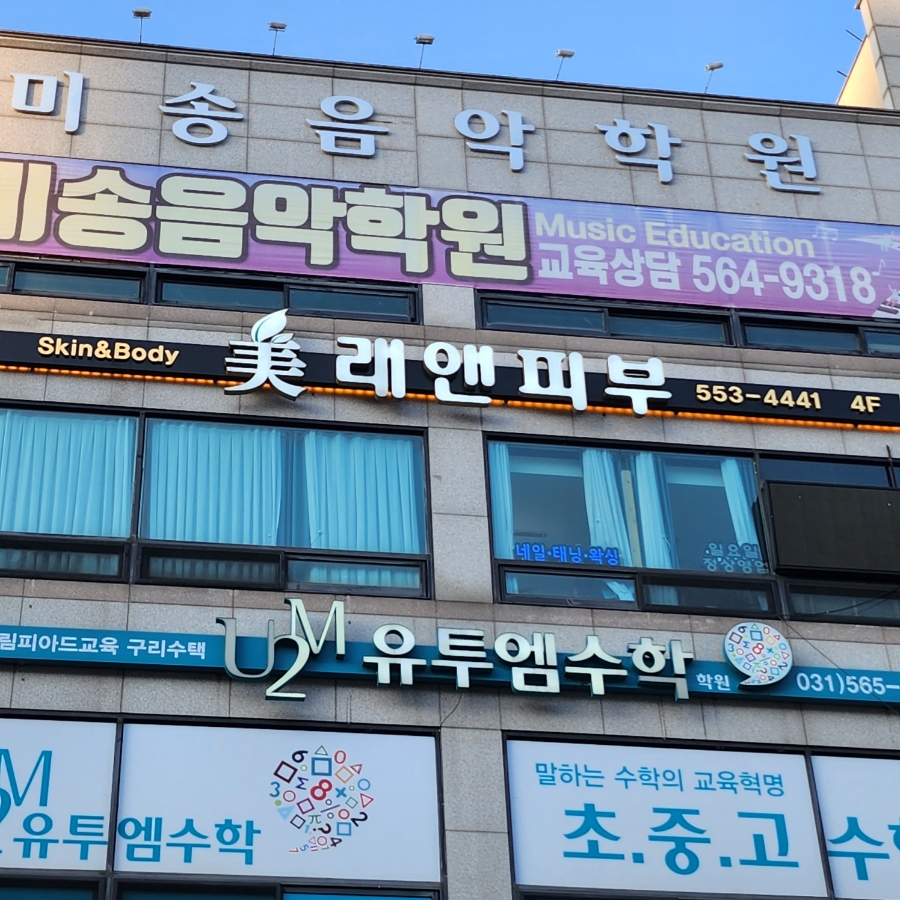 미송음악학원
미송음악학원 Music Education
교육상담 564-9318
Skin&Body 美 래앤피부 553-4441 4F
네일·태닝·왁싱
일요일
정상영업
림피아드교육 구리수택 U2M 유투엠수학 학원 031)565-
유투엠수학
말하는 수학의 교육혁명
초.중.고 수학